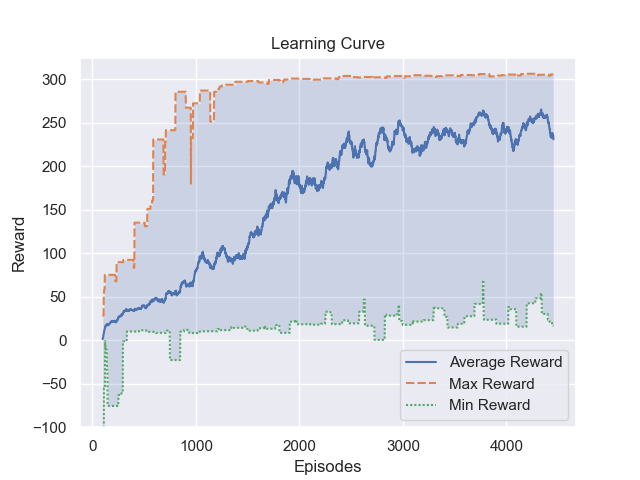 Learning Curve
300
250
200
150
100
50
0
−50
−100
Reward
0
1000
2000
3000
4000
Episodes
Average Reward
Max Reward
Min Reward